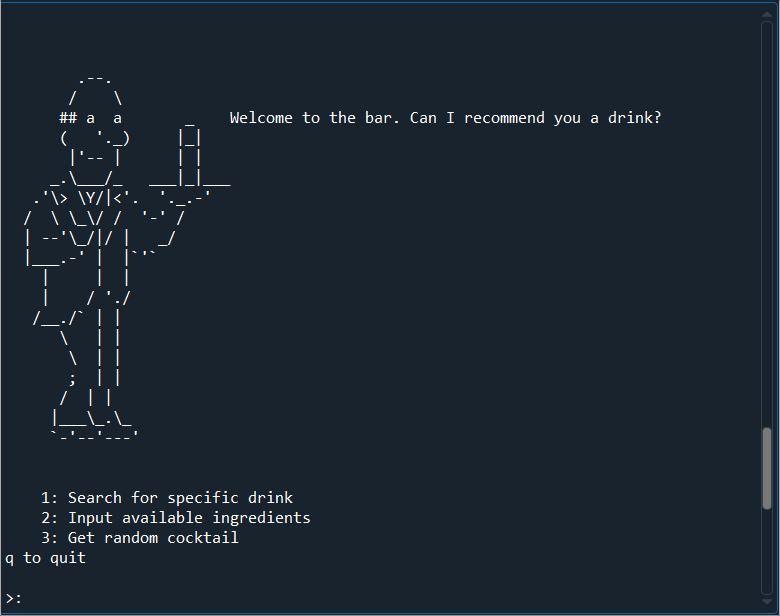 Welcome to the bar. Can I recommend you a drink?
1: Search for specific drink
2: Input available ingredients
3: Get random cocktail
q to quit
>: